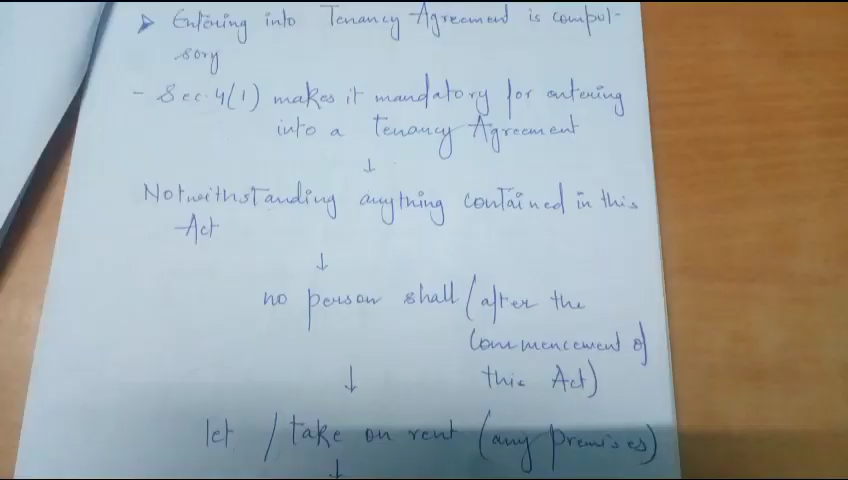 ➤ Entering into Tenancy Agreement is compul-
sory
- Sec. 4(1) makes it mandatory for entering
into a Tenancy Agreement
↓
Notwithstanding anything contained in this
Act
↓
no person shall (after the
commencement of
this Act)
↓
let / take on rent (any premises)
↓